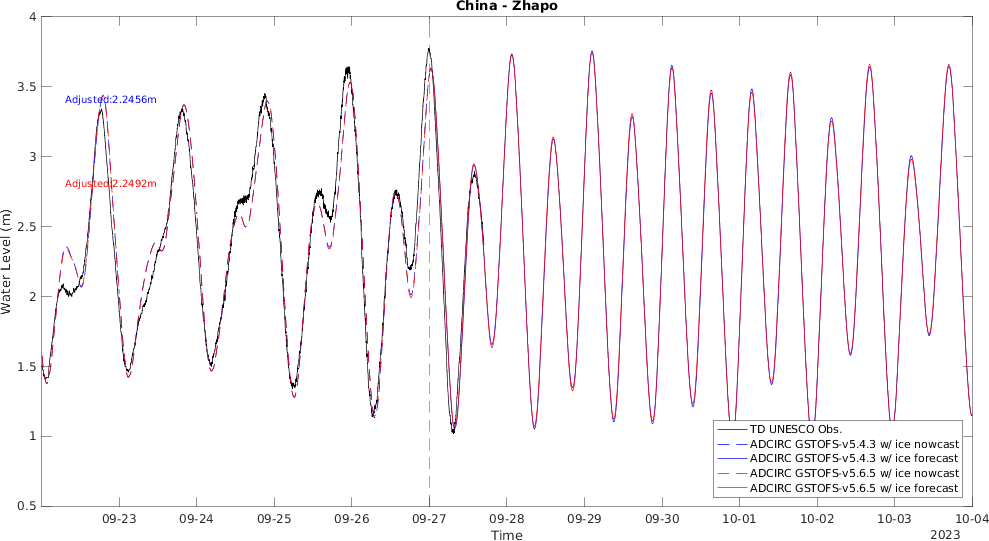 China - Zhapo
4
3.5
3
2.5
2
1.5
1
0.5
Water Level (m)
Adjusted:2.2456m
Adjusted:2.2492m
TD UNESCO Obs.
ADCIRC GSTOFS-v5.4.3 w/ ice nowcast
ADCIRC GSTOFS-v5.4.3 w/ ice forecast
ADCIRC GSTOFS-v5.6.5 w/ ice nowcast
ADCIRC GSTOFS-v5.6.5 w/ ice forecast
09-23 09-24 09-25 09-26 09-27 09-28 09-29 09-30 10-01 10-02 10-03 10-04
Time
2023